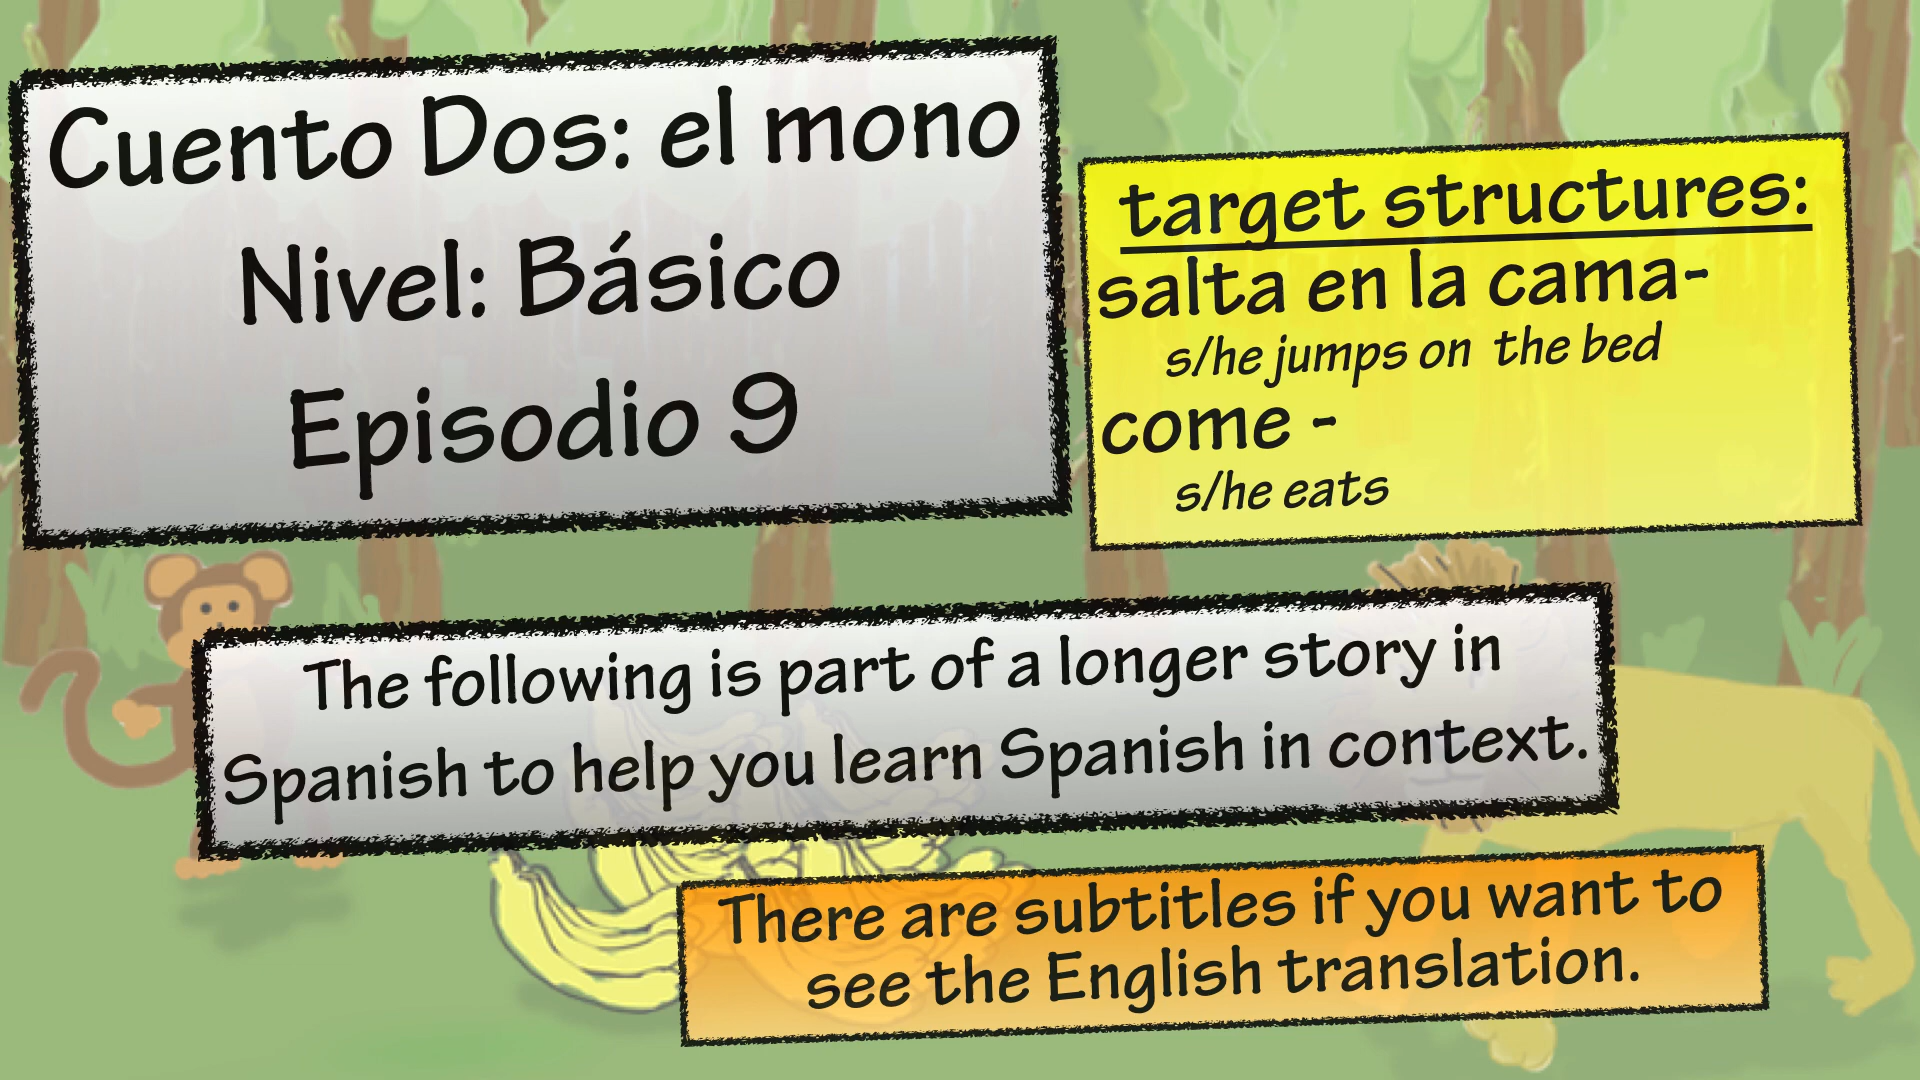 Cuento Dos: el mono
Nivel: Básico
Episodio 9
target structures:
salta en la cama-
s/he jumps on the bed
come -
s/he eats
The following is part of a longer story in
Spanish to help you learn Spanish in context.
There are subtitles if you want to
see the English translation.